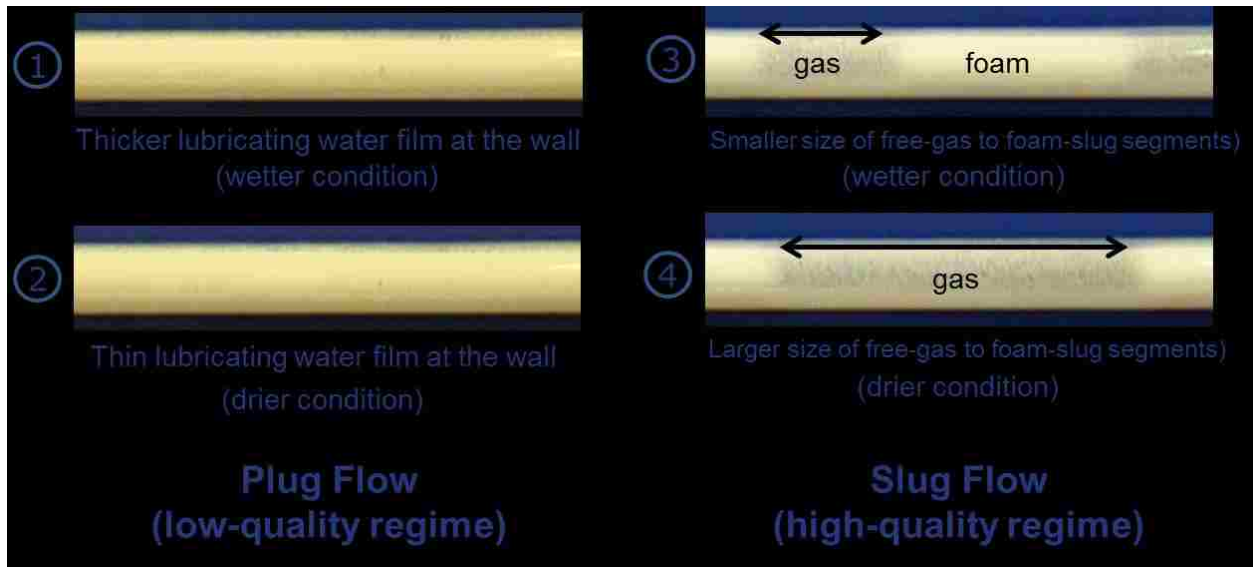 1
Thicker lubricating water film at the wall
(wetter condition)
2
Thin lubricating water film at the wall
(drier condition)
Plug Flow
(low-quality regime)
3
gas
foam
Smaller size of free-gas to foam-slug segments)
(wetter condition)
4
gas
Larger size of free-gas to foam-slug segments)
(drier condition)
Slug Flow
(high-quality regime)